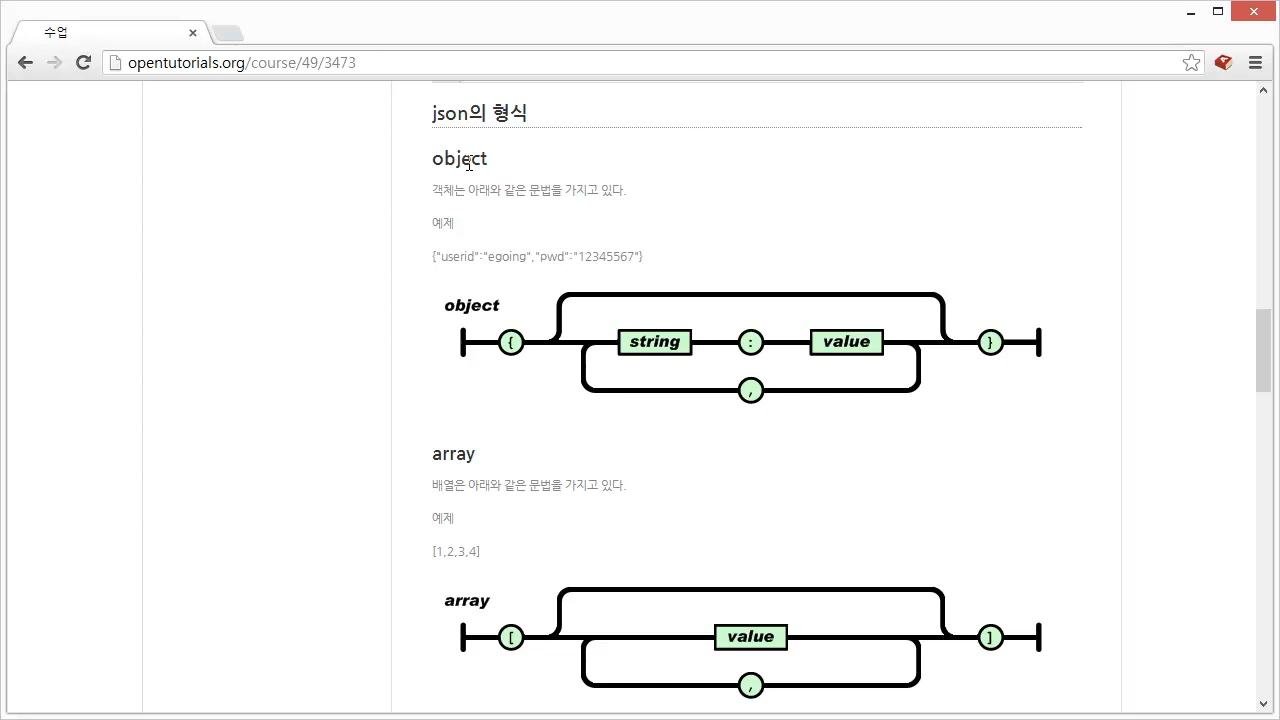 수업
opentutorials.org/course/49/3473
json의 형식
object
객체는 아래와 같은 문법을 가지고 있다.
예제
{"userid":"egoing","pwd":"12345567"}
object
{ string : value }
,
array
배열은 아래와 같은 문법을 가지고 있다.
예제
[1,2,3,4]
array
[ value ]
,